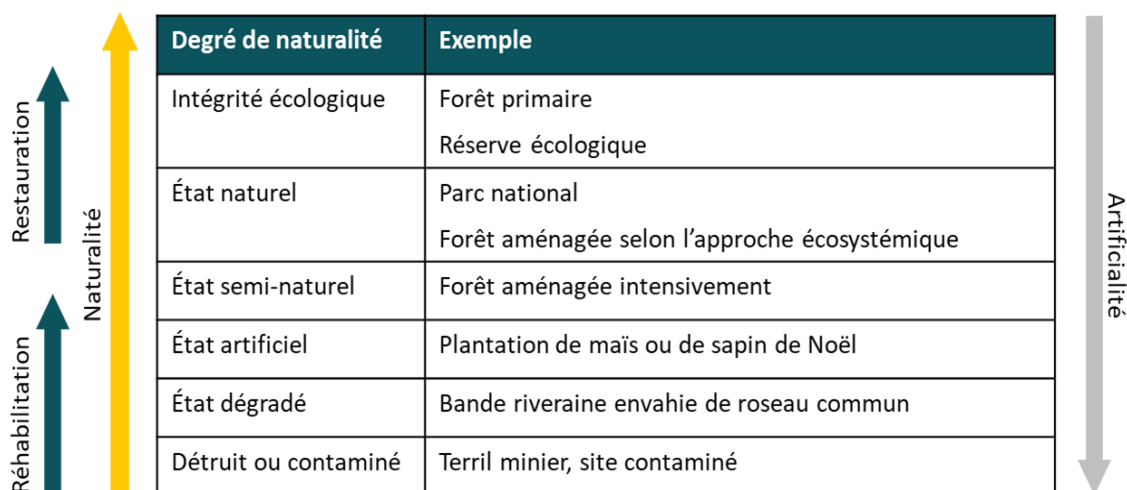 Degré de naturalité Exemple
Intégrité écologique Forêt primaire
Réserve écologique
État naturel Parc national
Forêt aménagée selon l'approche écosystémique
État semi-naturel Forêt aménagée intensivement
État artificiel Plantation de maïs ou de sapin de Noël
État dégradé Bande riveraine envahie de roseau commun
Détruit ou contaminé Terril minier, site contaminé
Restauration
Réhabilitation
Naturalité
Artificialité